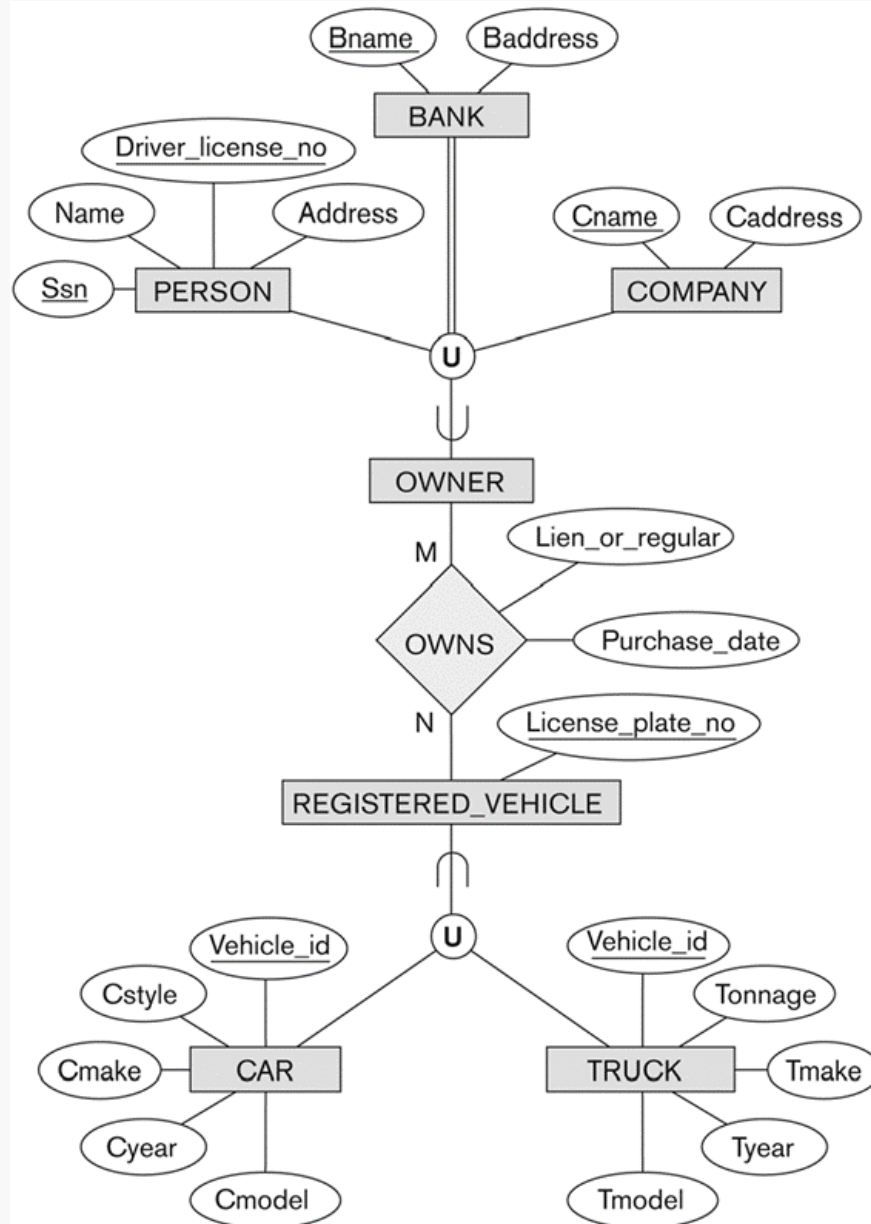 Bname
Baddress
BANK
Driver_license_no
Name
Address
Cname
Caddress
Ssn
PERSON
COMPANY
U
OWNER
M
Lien_or_regular
OWNS
Purchase_date
N
License_plate_no
REGISTERED_VEHICLE
U
Vehicle_id
Vehicle_id
Cstyle
Tonnage
Cmake
CAR
TRUCK
Tmake
Cyear
Tyear
Cmodel
Tmodel